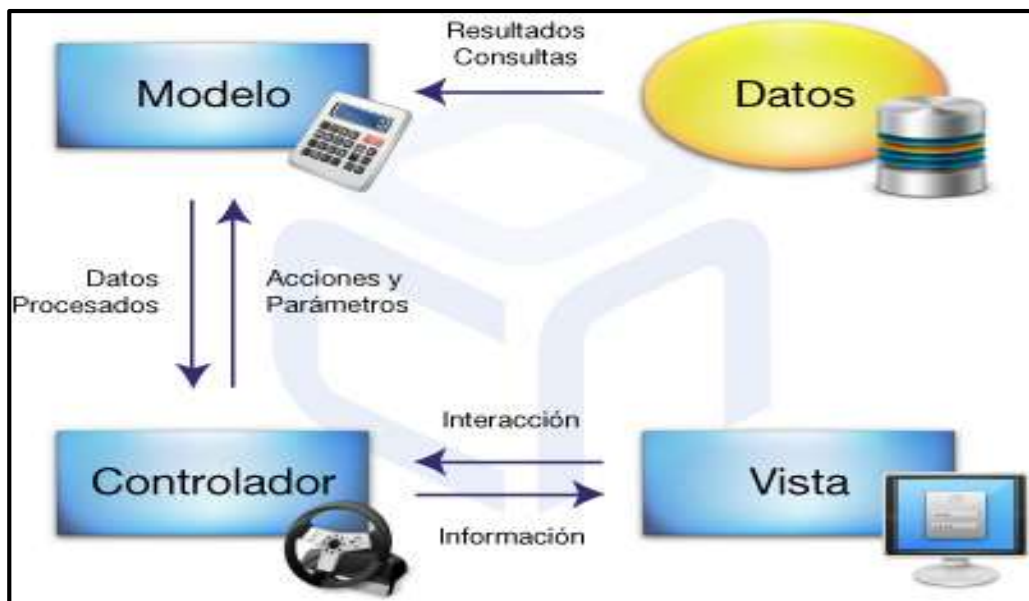 Resultados
Consultas
Modelo
Datos
Datos
Procesados
Acciones y
Parámetros
Interacción
Controlador
Vista
Información